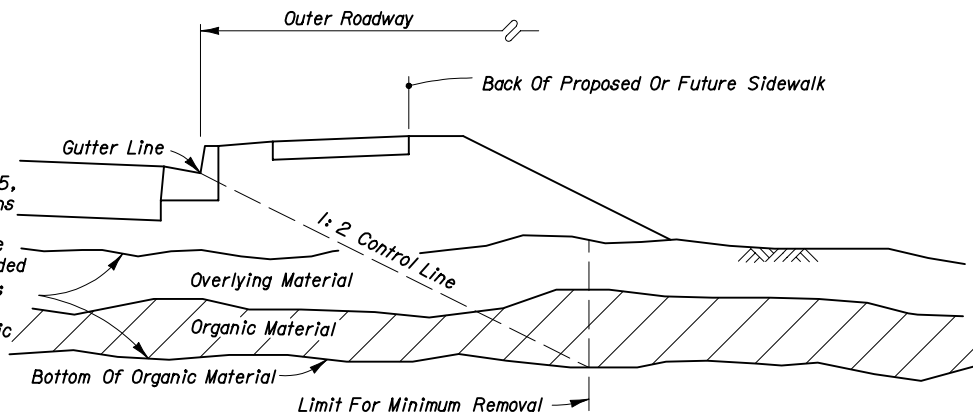 Outer Roadway
Back Of Proposed Or Future Sidewalk
Gutter Line
5,
1:2 Control Line
Overlying Material
Organic Material
Bottom Of Organic Material
Limit For Minimum Removal